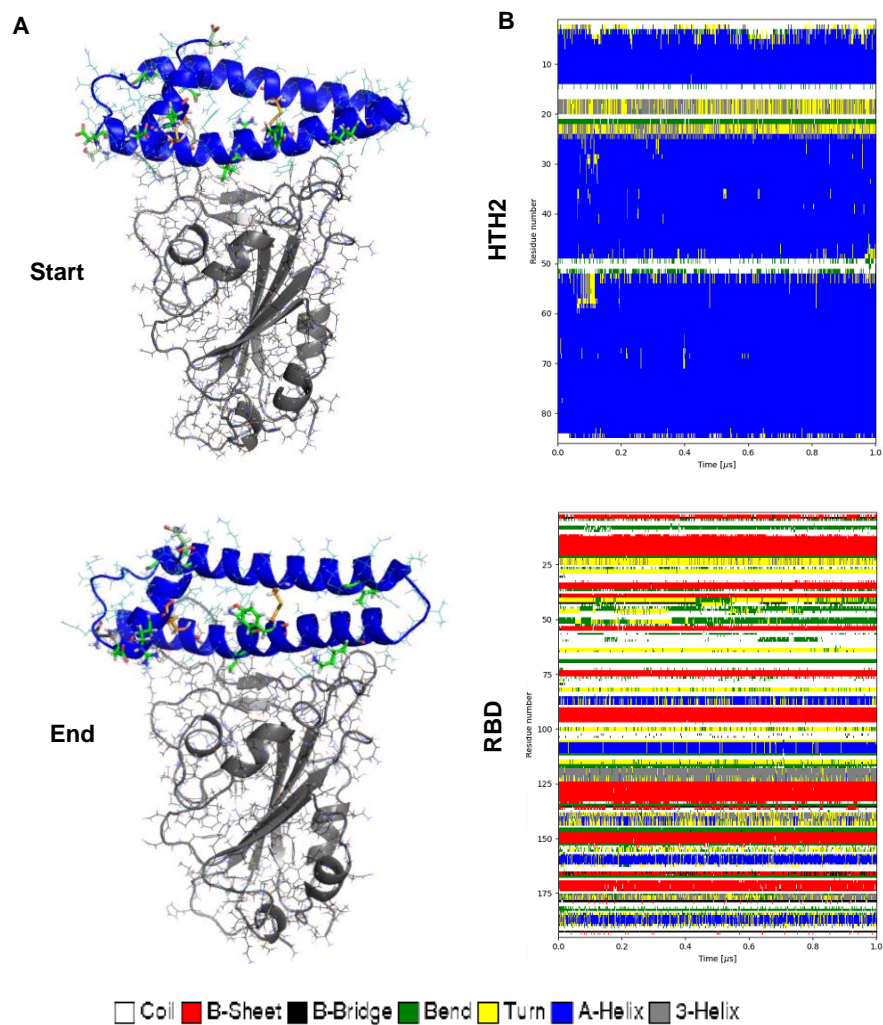 A
B
Start
HTH2
Residue number
10
20
30
40
50
60
70
80
0.0 0.2 0.4 0.6 0.8 1.0
Time [μs]
End
RBD
Residue number
25
50
75
100
125
150
175
0.0 0.2 0.4 0.6 0.8 1.0
Time [μs]
Coil B-Sheet B-Bridge Bend Turn A-Helix 3-Helix